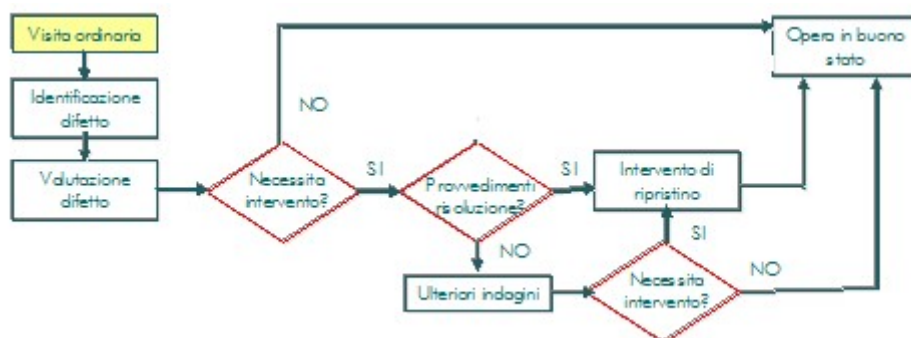 Visita ordinaria
Opera in buono
stato
Identificazione
difetto
NO
Valutazione
difetto
Necessita
intervento?
SI
Provvedimenti
risoluzione?
SI
Intervento di
ripristino
NO
SI
Ulteriori indagini
Necessita
intervento?
NO